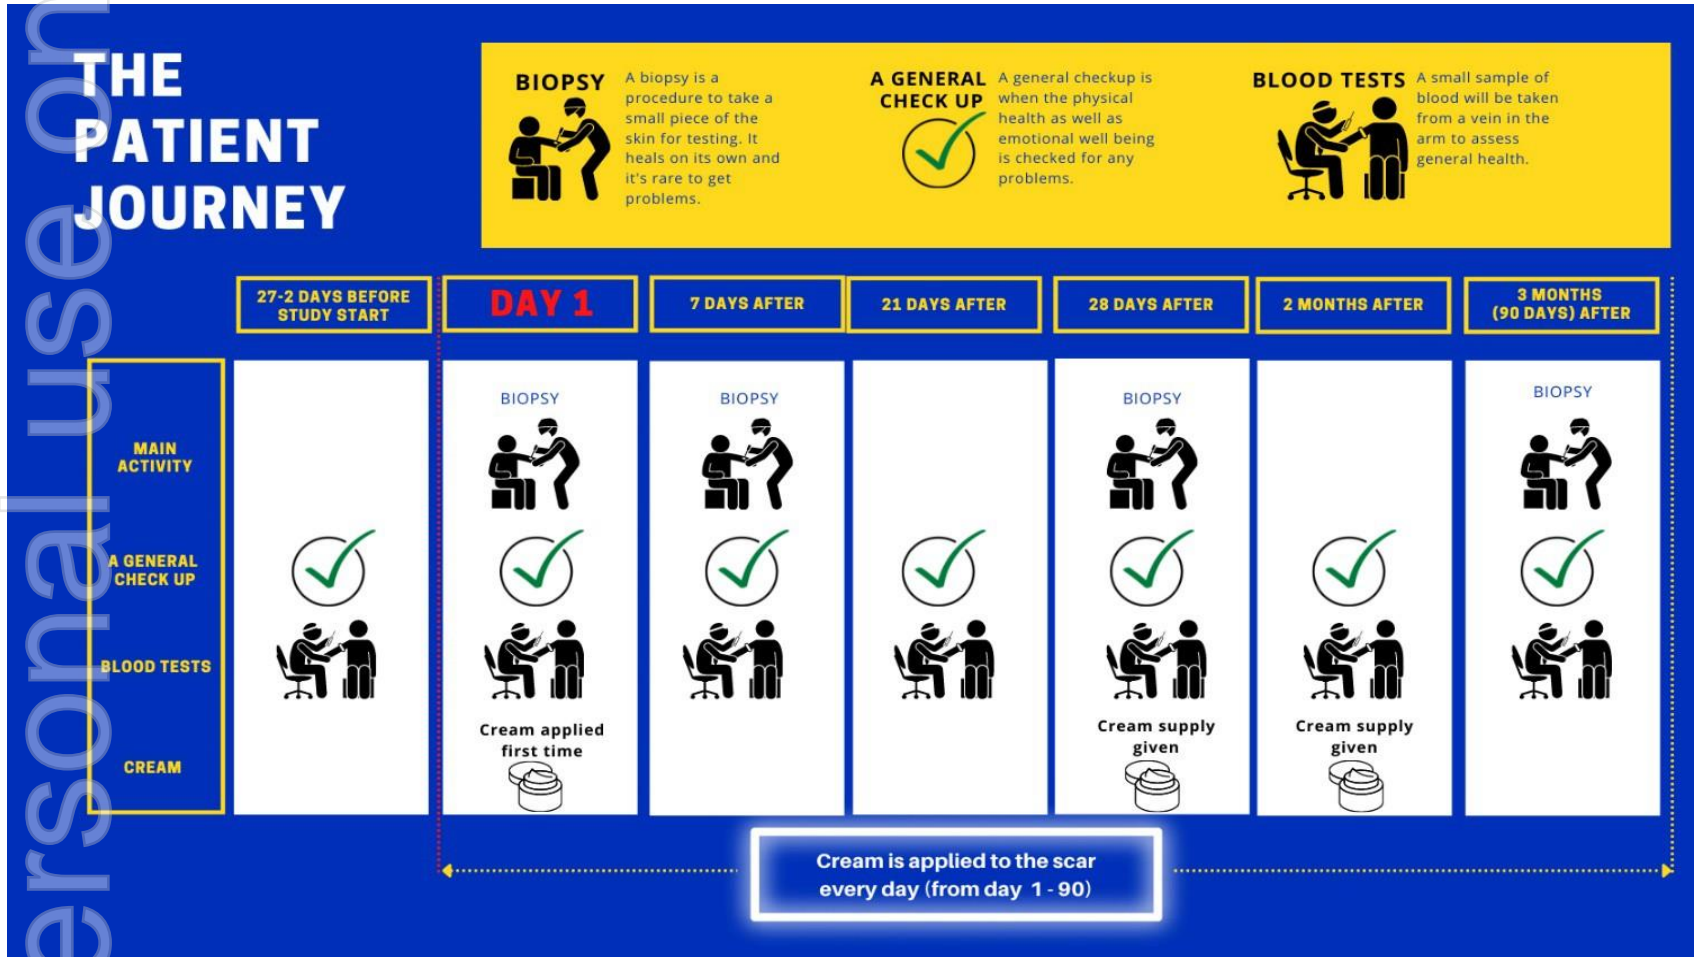 THE
PATIENT
JOURNEY
BIOPSY
A biopsy is a
procedure to take a
small piece of the
skin for testing. It
heals on its own and
it's rare to get
problems.
A GENERAL
CHECK UP
A general checkup is
when the physical
health as well as
emotional well being
is checked for any
problems.
BLOOD TESTS
A small sample of
blood will be taken
from a vein in the
arm to assess
general health.
27-2 DAYS BEFORE
STUDY START
DAY 1
7 DAYS AFTER
21 DAYS AFTER
28 DAYS AFTER
2 MONTHS AFTER
3 MONTHS
(90 DAYS) AFTER
MAIN
ACTIVITY
BIOPSY
BIOPSY
BIOPSY
BIOPSY
A GENERAL
CHECK UP
BLOOD TESTS
CREAM
Cream applied
first time
Cream supply
given
Cream supply
given
Cream is applied to the scar
every day (from day 1 - 90)
ersonal use on